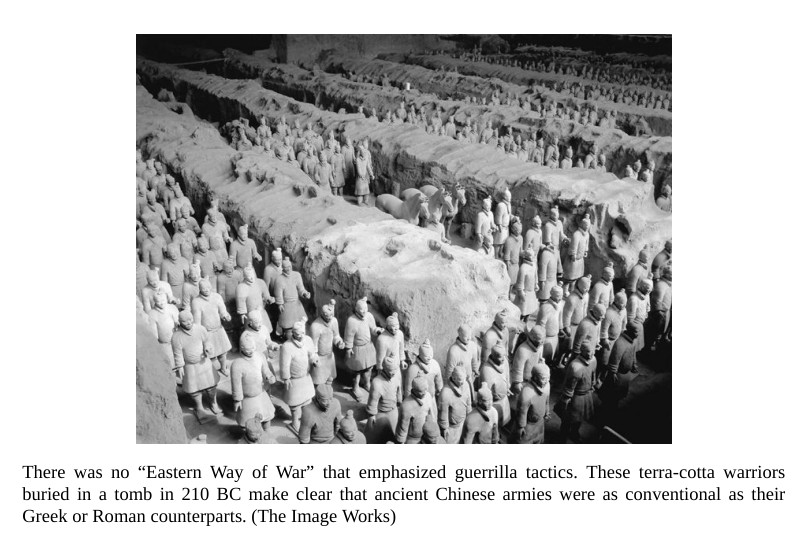 There was no “Eastern Way of War” that emphasized guerrilla tactics. These terra-cotta warriors
buried in a tomb in 210 BC make clear that ancient Chinese armies were as conventional as their
Greek or Roman counterparts. (The Image Works)